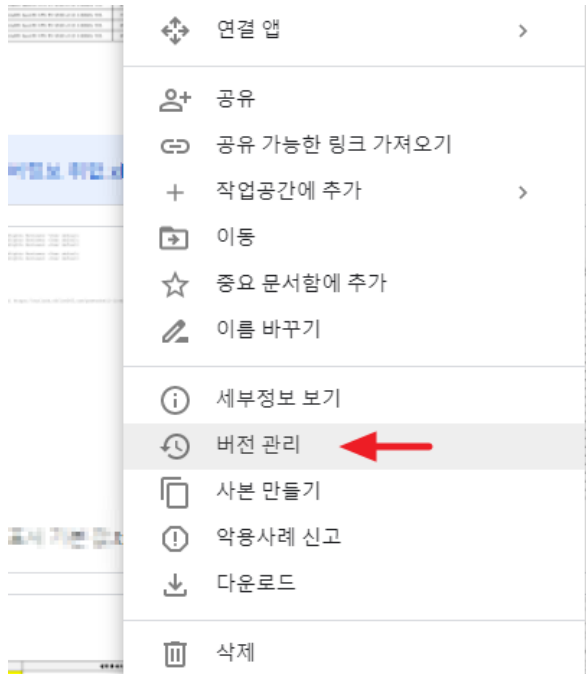 연결 앱
공유
공유 가능한 링크 가져오기
작업공간에 추가
이동
중요 문서함에 추가
이름 바꾸기
세부정보 보기
버전 관리
사본 만들기
악용사례 신고
다운로드
삭제